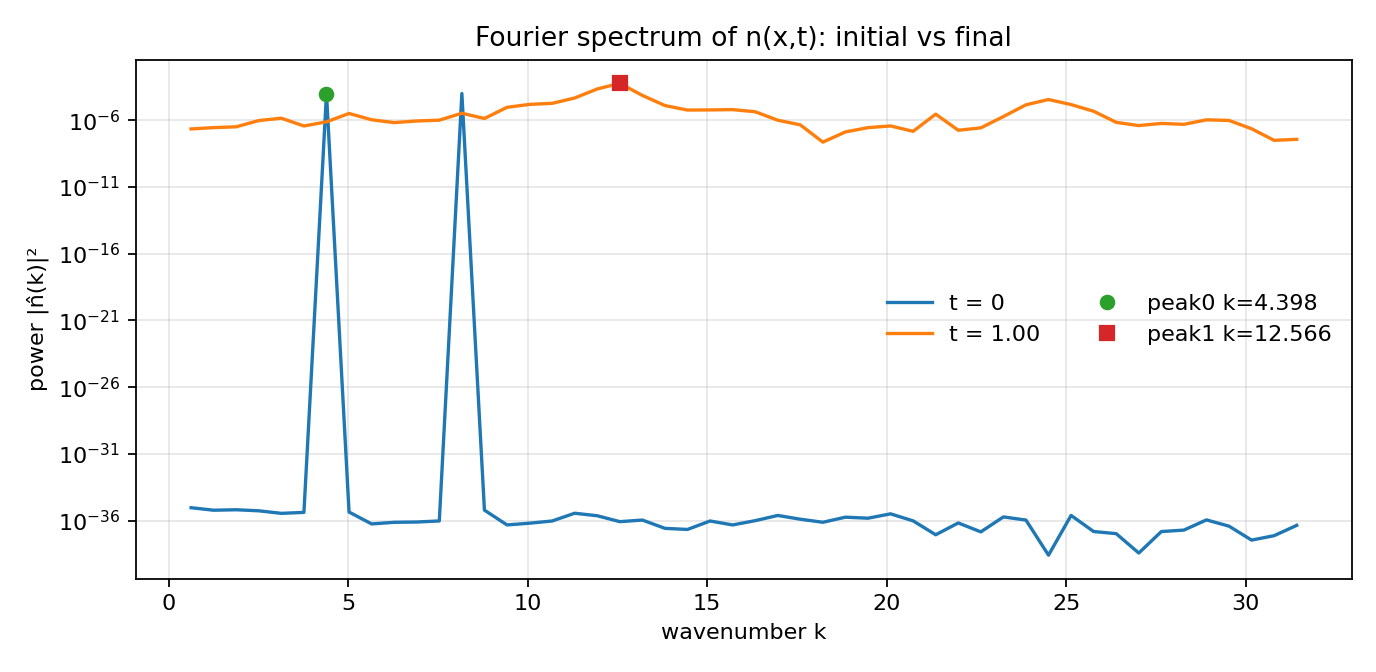 Fourier spectrum of n(x,t): initial vs final
power |n̂(k)|²
10⁻⁶
10⁻¹¹
10⁻¹⁶
10⁻²¹
10⁻²⁶
10⁻³¹
10⁻³⁶
t = 0
t = 1.00
peak0 k=4.398
peak1 k=12.566
0 5 10 15 20 25 30
wavenumber k